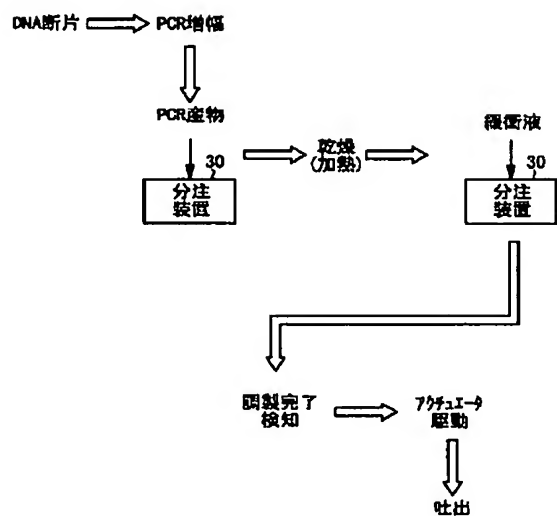 DNA断片
PCR増幅
PCR産物
30
分注
装置
乾燥
(加熱)
緩衝液
30
分注
装置
調製完了
検知
アクチュエータ
駆動
吐出